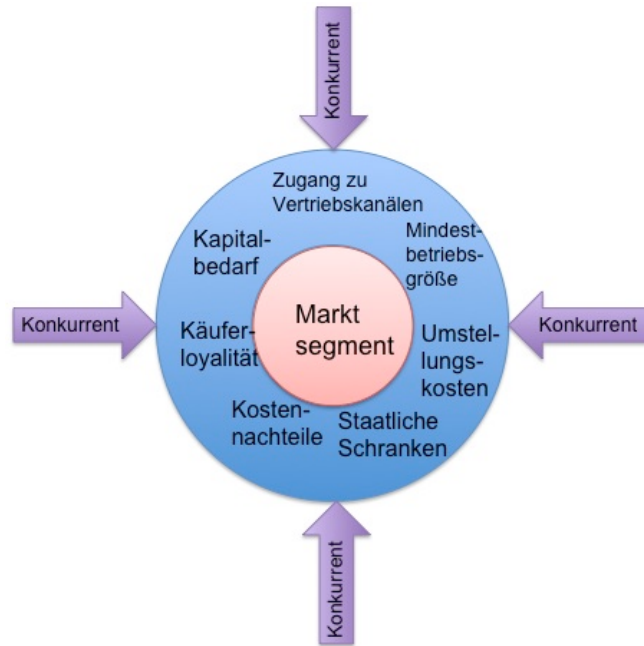 Konkurrent
Zugang zu
Vertriebskanälen
Mindest-
betriebs-
größe
Kapital-
bedarf
Konkurrent
Käufer-
loyalität
Markt
segment
Umstel-
lungs-
kosten
Konkurrent
Kosten-
nachteile
Staatliche
Schranken
Konkurrent